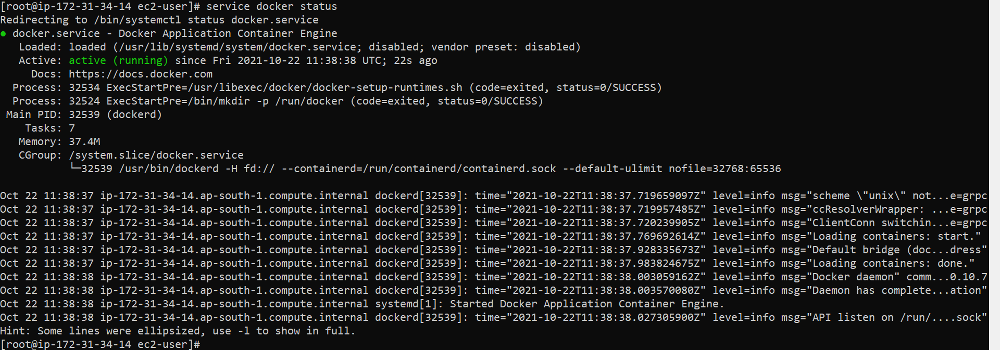 [root@ip-172-31-34-14 ec2-user]# service docker status
Redirecting to /bin/systemctl status docker.service
● docker.service - Docker Application Container Engine
   Loaded: loaded (/usr/lib/systemd/system/docker.service; disabled; vendor preset: disabled)
   Active: active (running) since Fri 2021-10-22 11:38:38 UTC; 22s ago
     Docs: https://docs.docker.com
  Process: 32534 ExecStartPre=/usr/libexec/docker/docker-setup-runtimes.sh (code=exited, status=0/SUCCESS)
  Process: 32524 ExecStartPre=/bin/mkdir -p /run/docker (code=exited, status=0/SUCCESS)
 Main PID: 32539 (dockerd)
    Tasks: 7
   Memory: 37.4M
   CGroup: /system.slice/docker.service
           └─32539 /usr/bin/dockerd -H fd:// --containerd=/run/containerd/containerd.sock --default-ulimit nofile=32768:65536

Oct 22 11:38:37 ip-172-31-34-14.ap-south-1.compute.internal dockerd[32539]: time="2021-10-22T11:38:37.719659097Z" level=info msg="scheme \"unix\" not...e=grpc
Oct 22 11:38:37 ip-172-31-34-14.ap-south-1.compute.internal dockerd[32539]: time="2021-10-22T11:38:37.719957485Z" level=info msg="ccResolverWrapper: ...e=grpc
Oct 22 11:38:37 ip-172-31-34-14.ap-south-1.compute.internal dockerd[32539]: time="2021-10-22T11:38:37.720239905Z" level=info msg="ClientConn switchin...e=grpc
Oct 22 11:38:37 ip-172-31-34-14.ap-south-1.compute.internal dockerd[32539]: time="2021-10-22T11:38:37.769692614Z" level=info msg="Loading containers: start."
Oct 22 11:38:37 ip-172-31-34-14.ap-south-1.compute.internal dockerd[32539]: time="2021-10-22T11:38:37.928335673Z" level=info msg="Default bridge (doc...dress"
Oct 22 11:38:37 ip-172-31-34-14.ap-south-1.compute.internal dockerd[32539]: time="2021-10-22T11:38:37.983824675Z" level=info msg="Loading containers: done."
Oct 22 11:38:38 ip-172-31-34-14.ap-south-1.compute.internal dockerd[32539]: time="2021-10-22T11:38:38.003059162Z" level=info msg="Docker daemon" comm...0.10.7
Oct 22 11:38:38 ip-172-31-34-14.ap-south-1.compute.internal dockerd[32539]: time="2021-10-22T11:38:38.003570080Z" level=info msg="Daemon has complete...ation"
Oct 22 11:38:38 ip-172-31-34-14.ap-south-1.compute.internal systemd[1]: Started Docker Application Container Engine.
Oct 22 11:38:38 ip-172-31-34-14.ap-south-1.compute.internal dockerd[32539]: time="2021-10-22T11:38:38.027305900Z" level=info msg="API listen on /run/....sock"
Hint: Some lines were ellipsized, use -l to show in full.
[root@ip-172-31-34-14 ec2-user]#